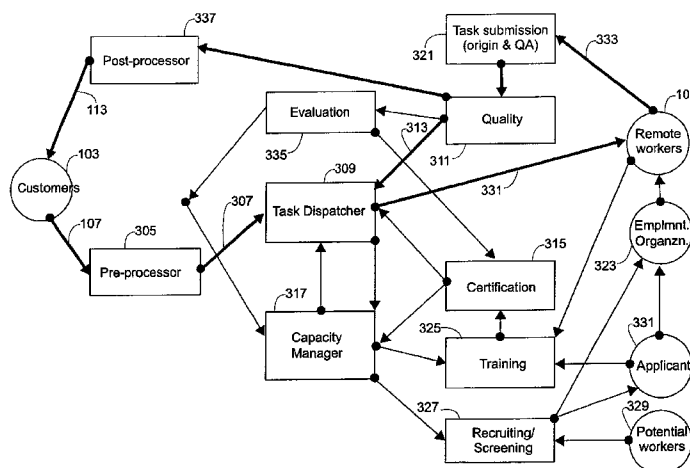 337
Post-processor
Task submission
(origin & QA)
321
333
113
Evaluation
335
313
Quality
311
10
Remote
workers
103
Customers
309
Task Dispatcher
331
307
107
305
Pre-processor
Emplmnt.
Organzn.
323
315
Certification
317
Capacity
Manager
325
Training
331
Applicant
327
Recruiting/
Screening
329
Potential
workers